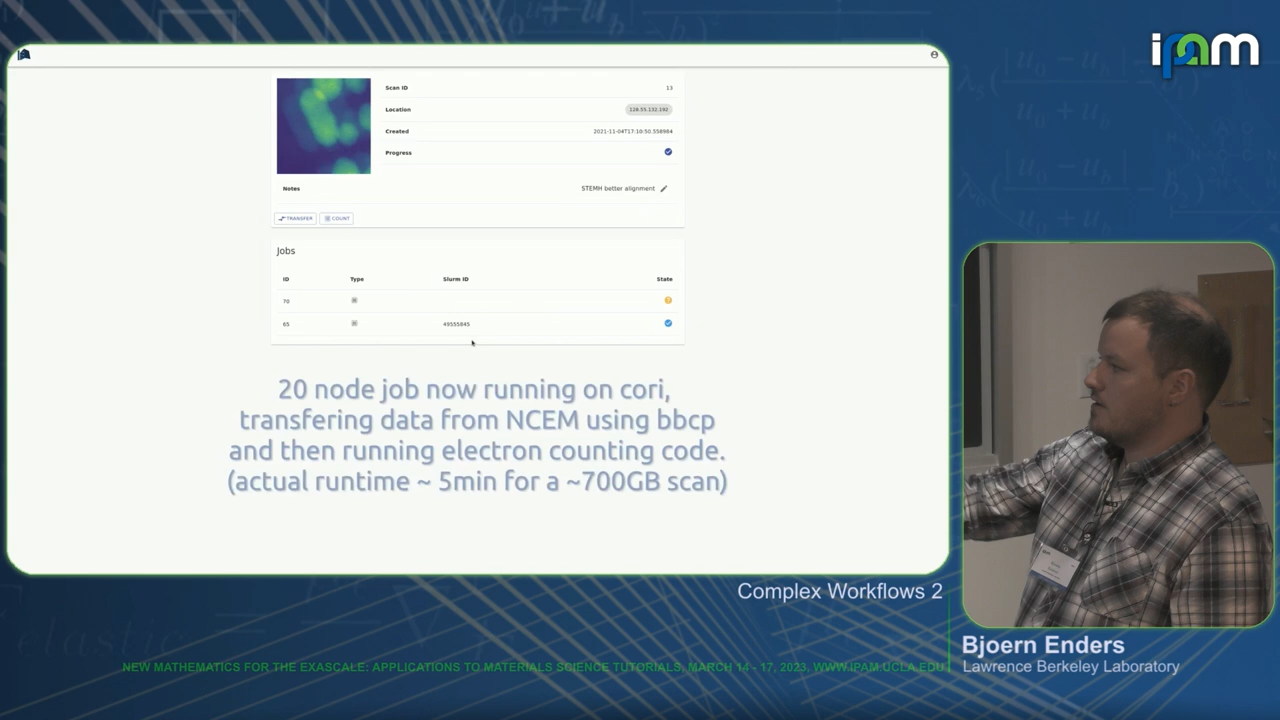 ipam
Scan ID 13
Location 128.55.132.192
Created 2021-11-04T17:10:50.558984
Progress
Notes STEMH better alignment
TRANSFER COUNT
Jobs
ID Type Slurm ID State
70
65 49555845
20 node job now running on cori,
transfering data from NCEM using bbcp
and then running electron counting code.
(actual runtime ~ 5min for a ~700GB scan)
Complex Workflows 2
Bjoern Enders
Lawrence Berkeley Laboratory
NEW MATHEMATICS FOR THE EXASCALE: APPLICATIONS TO MATERIALS SCIENCE TUTORIALS, MARCH 14 - 17, 2023, WWW.IPAM.UCLA.EDU